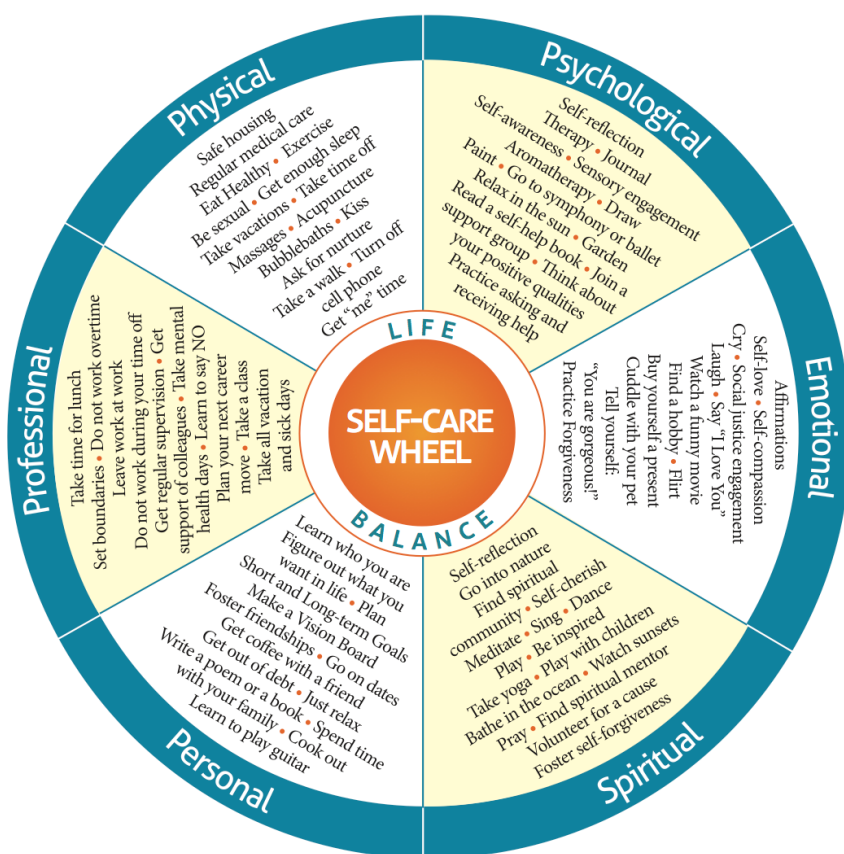 LIFE
BALANCE
SELF-CARE
WHEEL
Physical
Safe housing
Regular medical care
Eat Healthy • Exercise
Be sexual • Get enough sleep
Take vacations • Take time off
Massages • Acupuncture
Bubblebaths • Kiss
Ask for nurture
Take a walk • Turn off
cell phone
Get “me” time
Psychological
Self-reflection
Therapy • Journal
Self-awareness • Sensory engagement
Aromatherapy • Draw
Paint • Go to symphony or ballet
Relax in the sun • Garden
Read a self-help book • Join a
support group • Think about
your positive qualities
Practice asking and
receiving help
Emotional
Affirmations
Self-love • Self-compassion
Cry • Social justice engagement
Laugh • Say “I Love You”
Watch a funny movie
Find a hobby • Flirt
Buy yourself a present
Cuddle with your pet
Tell yourself:
“You are gorgeous!”
Practice Forgiveness
Spiritual
Self-reflection
Go into nature
Find spiritual
community • Self-cherish
Meditate • Sing • Dance
Play • Be inspired
Take yoga • Play with children
Bathe in the ocean • Watch sunsets
Pray • Find spiritual mentor
Volunteer for a cause
Foster self-forgiveness
Personal
Learn who you are
Figure out what you
want in life • Plan
Short and Long-term Goals
Make a Vision Board
Foster friendships • Go on dates
Get coffee with a friend
Get out of debt • Just relax
Write a poem or a book • Spend time
with your family • Cook out
Learn to play guitar
Professional
Take time for lunch
Set boundaries • Do not work overtime
Leave work at work
Do not work during your time off
Get regular supervision • Get
support of colleagues • Take mental
health days • Learn to say NO
Plan your next career
move • Take a class
Take all vacation
and sick days